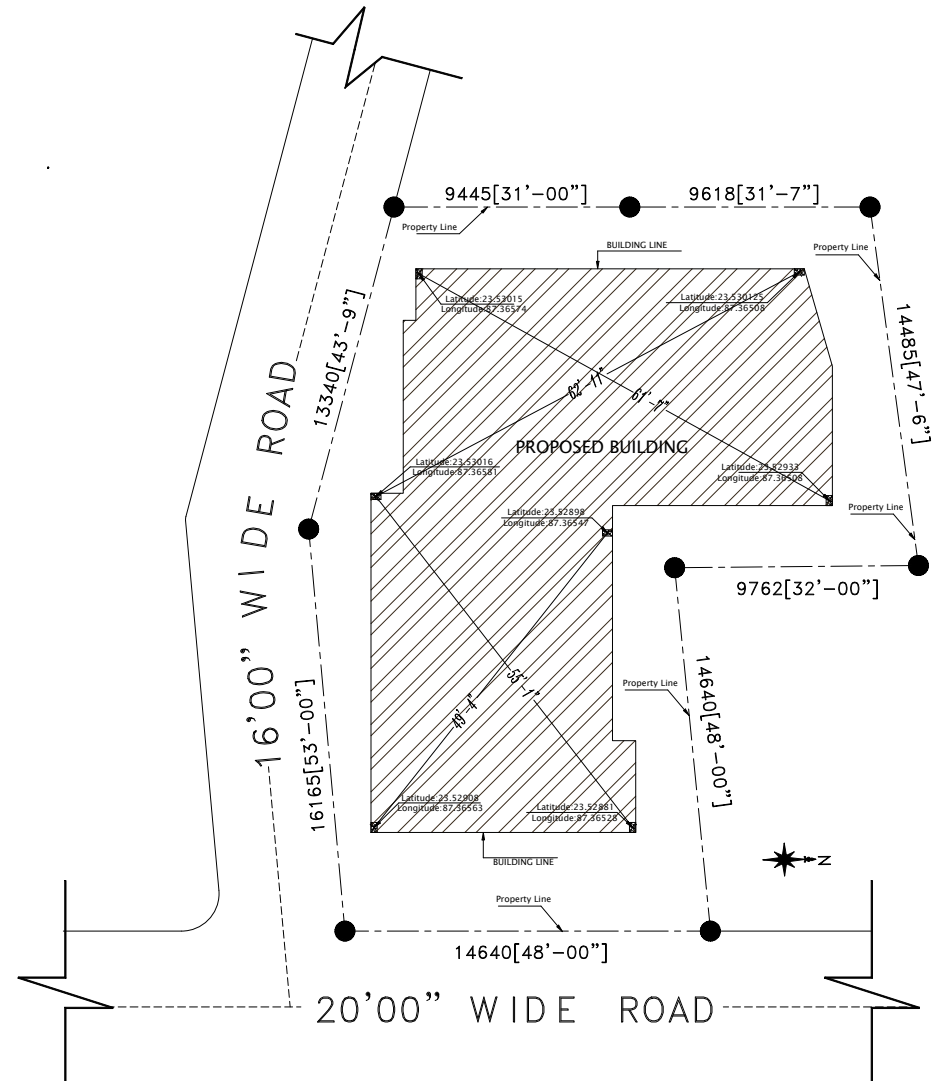 9445[31'-00"]
9618[31'-7"]
Property Line
BUILDING LINE
Property Line
Latitude:23.53015
Longitude:87.36574
Latitude:23.530125
Longitude:87.36508
13340[43'-9"]
14485[47'-6"]
62'-11"
61'-7"
PROPOSED BUILDING
Latitude:23.53016
Longitude:87.36581
Latitude:23.52933
Longitude:87.36508
Latitude:23.52898
Longitude:87.36547
Property Line
9762[32'-00"]
16'00" WIDE ROAD
Property Line
14640[48'-00"]
55'-1"
49'-4"
16165[53'-00"]
Latitude:23.52908
Longitude:87.36563
Latitude:23.52881
Longitude:87.36528
BUILDING LINE
N
Property Line
14640[48'-00"]
20'00" WIDE ROAD